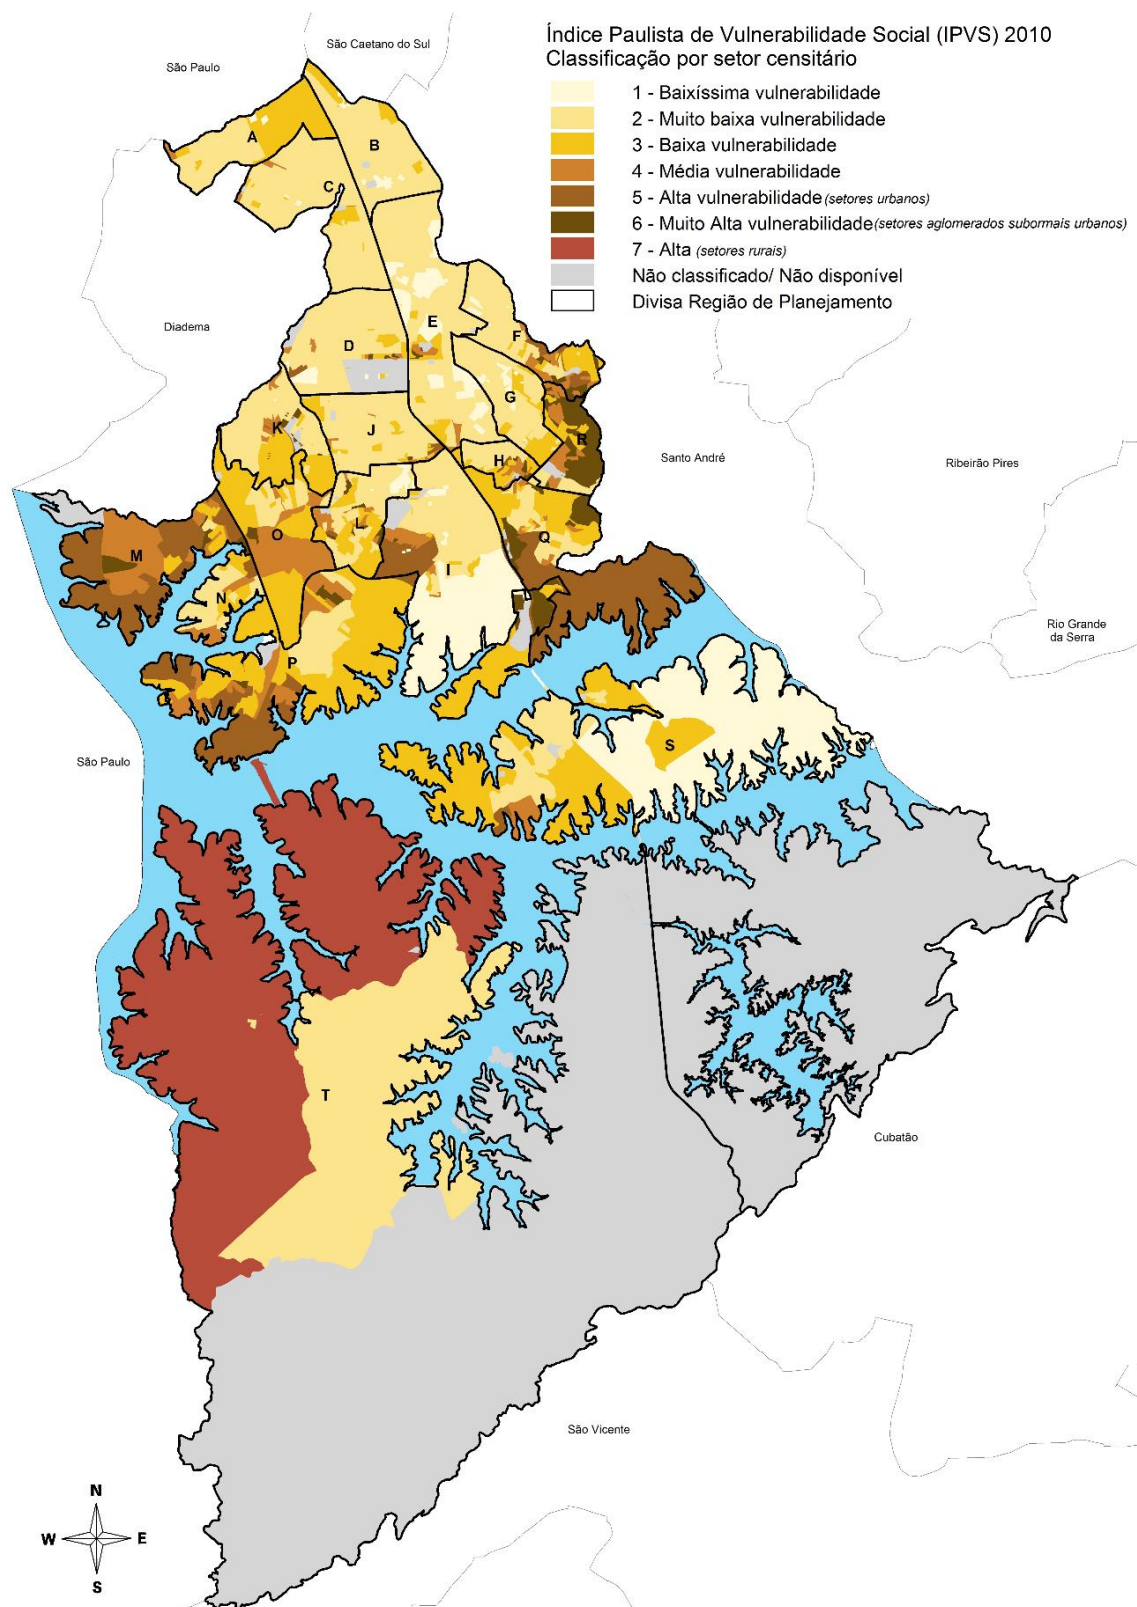 Índice Paulista de Vulnerabilidade Social (IPVS) 2010
Classificação por setor censitário
1 - Baixíssima vulnerabilidade
2 - Muito baixa vulnerabilidade
3 - Baixa vulnerabilidade
4 - Média vulnerabilidade
5 - Alta vulnerabilidade (setores urbanos)
6 - Muito Alta vulnerabilidade (setores aglomerados subormais urbanos)
7 - Alta (setores rurais)
Não classificado/ Não disponível
Divisa Região de Planejamento
São Caetano do Sul
São Paulo
A
B
C
Diadema
E
F
D
G
K
J
R
H
Santo André
Ribeirão Pires
L
O
Q
M
I
N
Rio Grande
da Serra
P
S
São Paulo
T
Cubatão
São Vicente
N
W
E
S